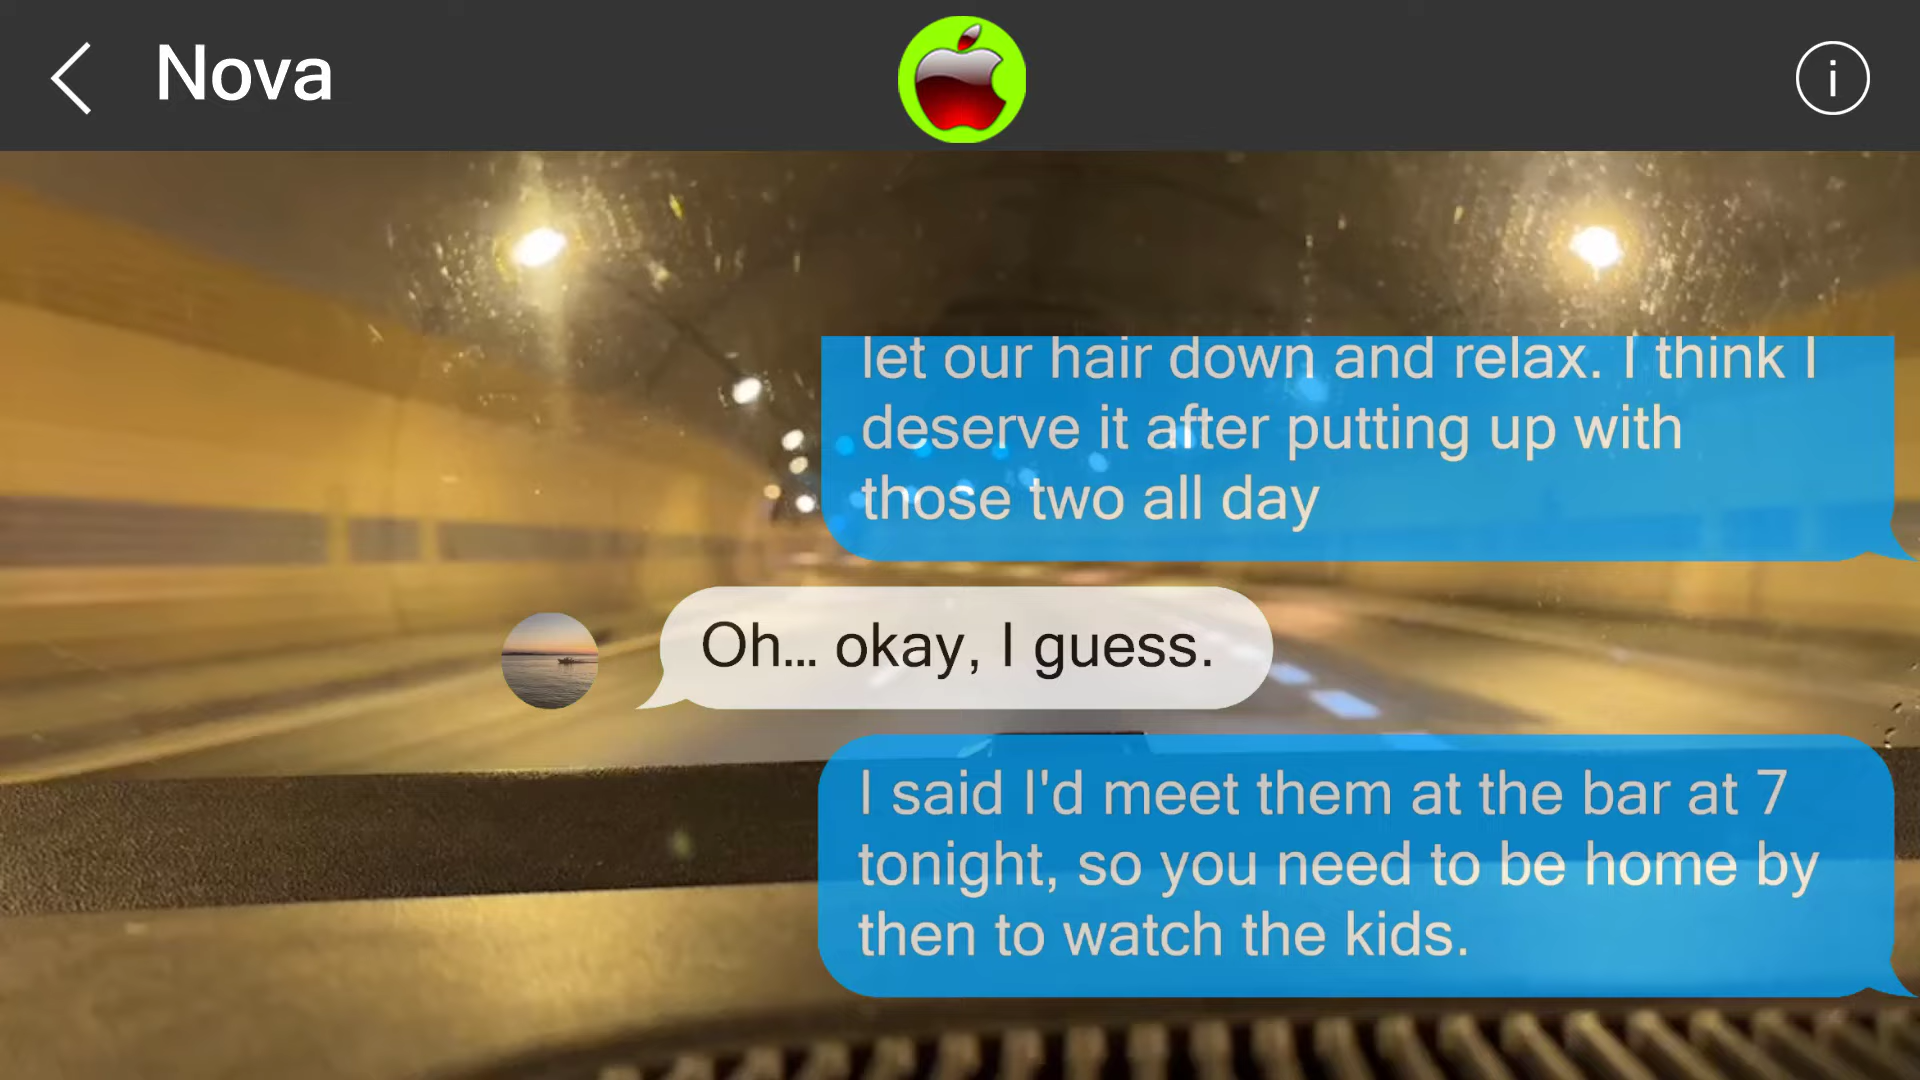 Nova
i
let our hair down and relax. I think I
deserve it after putting up with
those two all day
Oh... okay, I guess.
I said I'd meet them at the bar at 7
tonight, so you need to be home by
then to watch the kids.